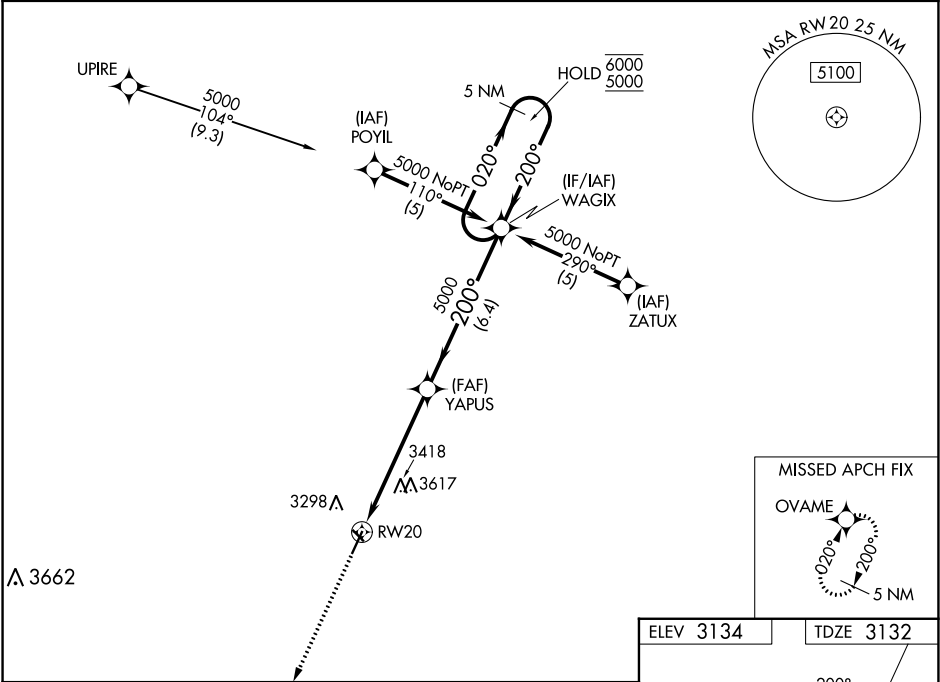 MSA RW20 25 NM
5100
UPIRE
5000
104°
(9.3)
HOLD 6000
5000
5 NM
(IAF)
POYIL
5000 NoPT
110°
(5)
020°
200°
(IF/IAF)
WAGIX
5000 NoPT
290°
(5)
(IAF)
ZATUX
5000
200°
(6.4)
(FAF)
YAPUS
3418
3617
3298
RW20
3662
MISSED APCH FIX
OVAME
020°
200°
5 NM
ELEV 3134
TDZE 3132